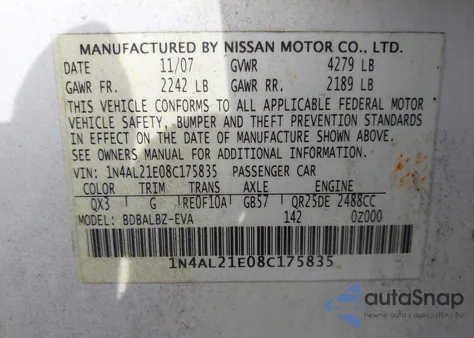 MANUFACTURED BY NISSAN MOTOR CO., LTD.
DATE 11/07 GVWR 4279 LB
GAWR FR. 2242 LB GAWR RR. 2189 LB
THIS VEHICLE CONFORMS TO ALL APPLICABLE FEDERAL MOTOR
VEHICLE SAFETY, BUMPER AND THEFT PREVENTION STANDARDS
IN EFFECT ON THE DATE OF MANUFACTURE SHOWN ABOVE.
SEE OWNERS MANUAL FOR ADDITIONAL INFORMATION.
VIN: 1N4AL21E08C175835 PASSENGER CAR
COLOR TRIM TRANS AXLE ENGINE
QX3 G RE0F10A GB57 QR25DE 2488CC
MODEL: BDBALBZ-EVA 142 0Z000
1N4AL21E08C175835
autoSnap